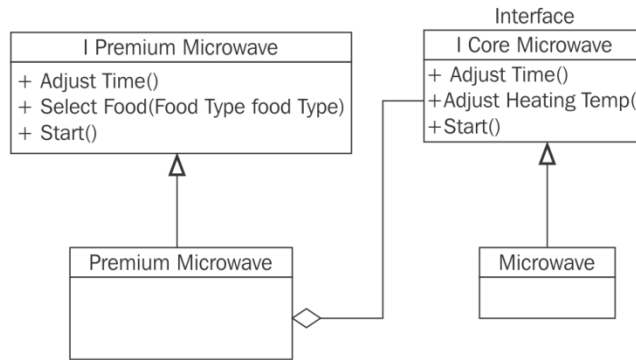 I Premium Microwave
+ Adjust Time()
+ Select Food(Food Type food Type)
+ Start()
Interface
I Core Microwave
+ Adjust Time()
+Adjust Heating Temp(
+Start()
Premium Microwave
Microwave